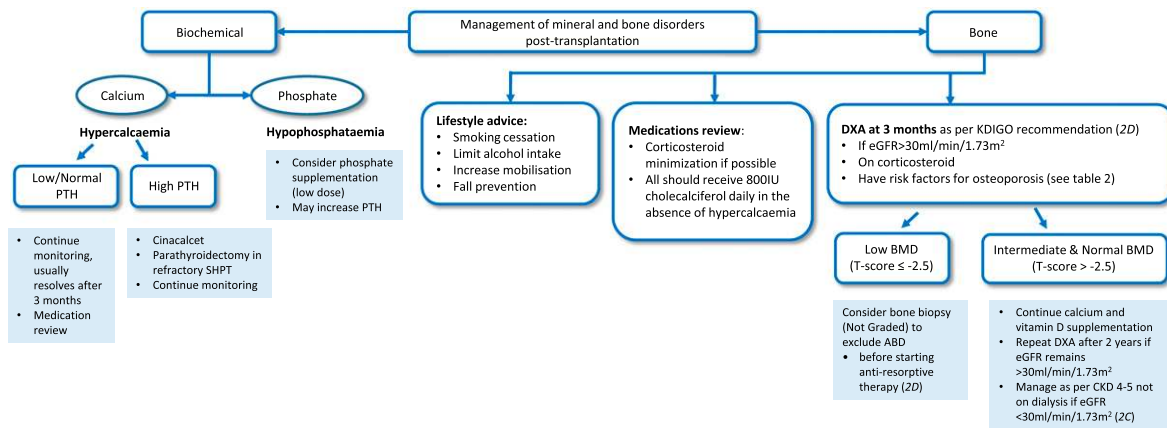 Management of mineral and bone disorders
post-transplantation
Biochemical
Bone
Calcium
Phosphate
Hypercalcaemia
Low/Normal
PTH
High PTH
• Continue
monitoring,
usually
resolves after
3 months
• Medication
review
• Cinacalcet
• Parathyroidectomy in
refractory SHPT
• Continue monitoring
Hypophosphataemia
• Consider phosphate
supplementation
(low dose)
• May increase PTH
Lifestyle advice:
• Smoking cessation
• Limit alcohol intake
• Increase mobilisation
• Fall prevention
Medications review:
• Corticosteroid
minimization if possible
• All should receive 800IU
cholecalciferol daily in the
absence of hypercalcaemia
DXA at 3 months as per KDIGO recommendation (2D)
• If eGFR>30ml/min/1.73m²
• On corticosteroid
• Have risk factors for osteoporosis (see table 2)
Low BMD
(T-score ≤ -2.5)
Consider bone biopsy
(Not Graded) to
exclude ABD
• before starting
anti-resorptive
therapy (2D)
Intermediate & Normal BMD
(T-score > -2.5)
• Continue calcium and
vitamin D supplementation
• Repeat DXA after 2 years if
eGFR remains
>30ml/min/1.73m²
• Manage as per CKD 4-5 not
on dialysis if eGFR
<30ml/min/1.73m² (2C)